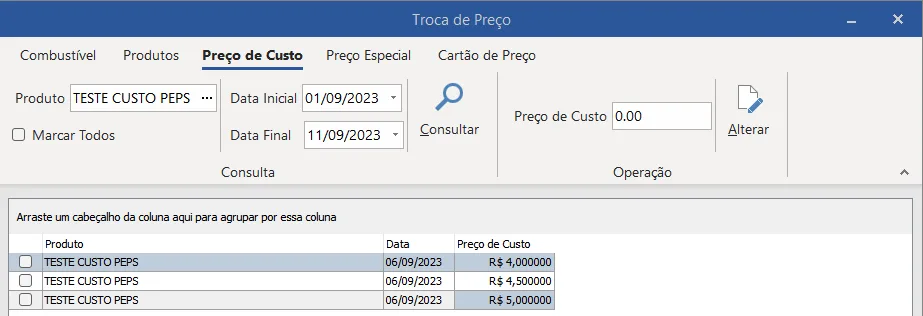 Troca de Preço
Combustível Produtos Preço de Custo Preço Especial Cartão de Preço
Produto TESTE CUSTO PEPS ... Data Inicial 01/09/2023
Marcar Todos Data Final 11/09/2023 Consultar
Preço de Custo 0.00 Alterar
Consulta Operação
Arraste um cabeçalho da coluna aqui para agrupar por essa coluna
Produto Data Preço de Custo
TESTE CUSTO PEPS 06/09/2023 R$ 4,000000
TESTE CUSTO PEPS 06/09/2023 R$ 4,500000
TESTE CUSTO PEPS 06/09/2023 R$ 5,000000